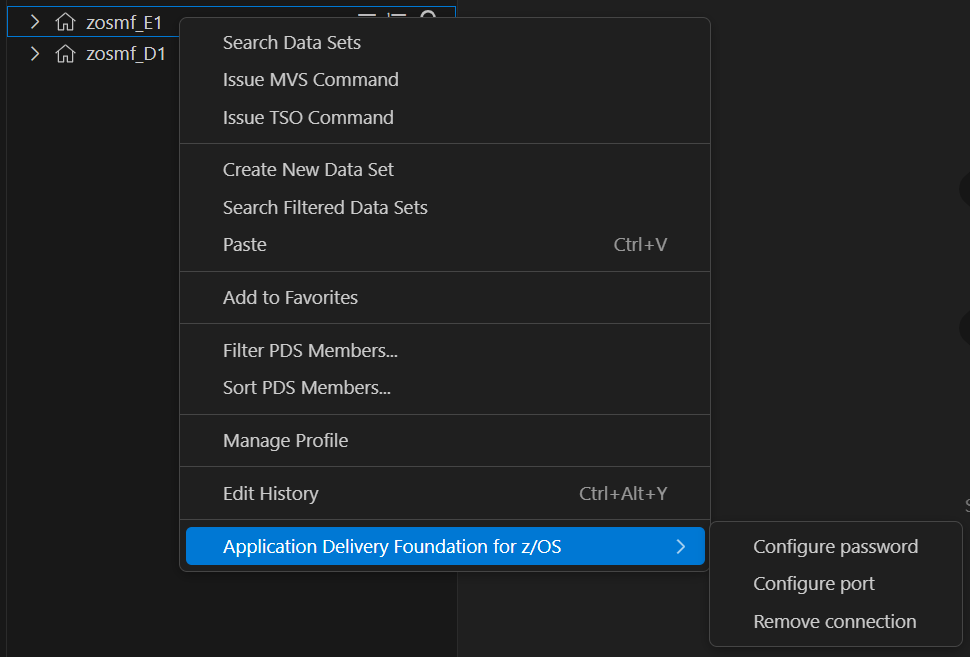 zosmf_E1
zosmf_D1
Search Data Sets
Issue MVS Command
Issue TSO Command
Create New Data Set
Search Filtered Data Sets
Paste Ctrl+V
Add to Favorites
Filter PDS Members...
Sort PDS Members...
Manage Profile
Edit History Ctrl+Alt+Y
Application Delivery Foundation for z/OS
Configure password
Configure port
Remove connection